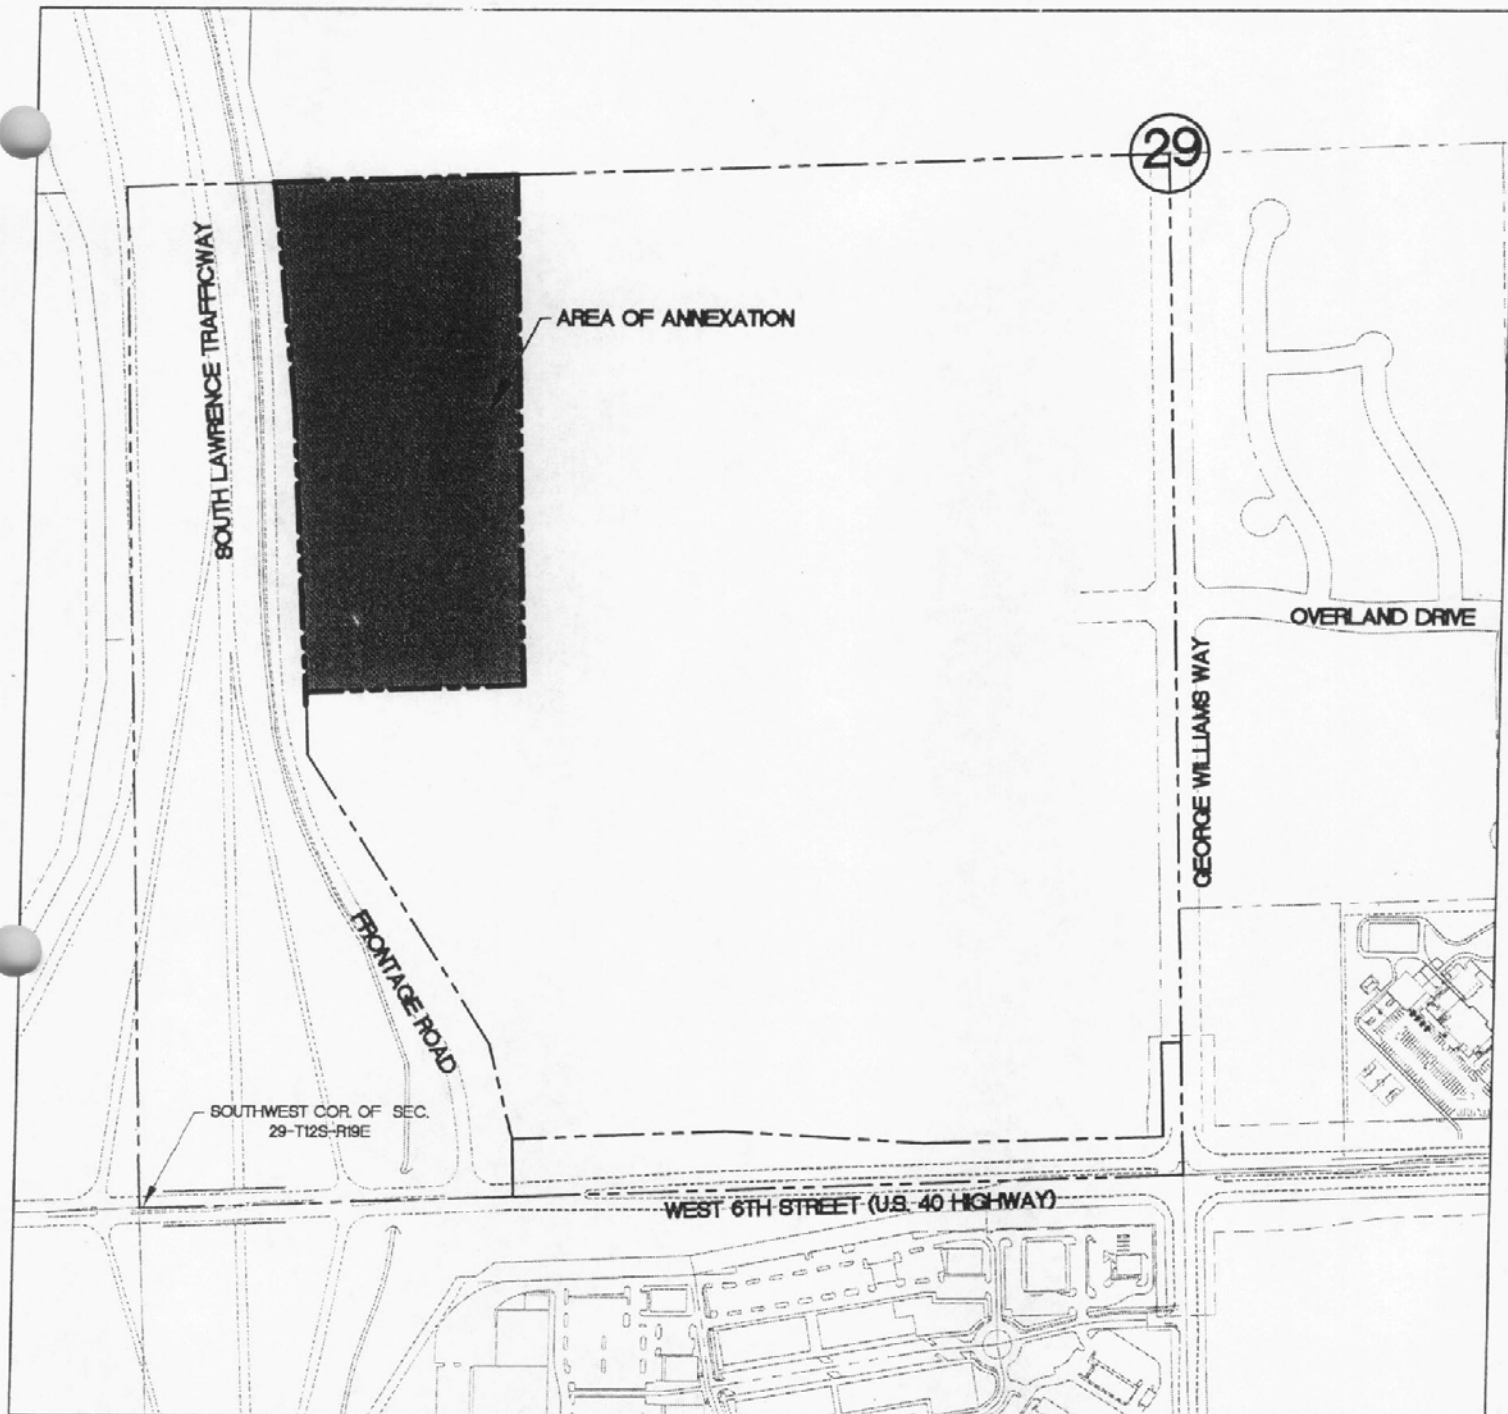 29
SOUTH LAWRENCE TRAFFICWAY
AREA OF ANNEXATION
OVERLAND DRIVE
GEORGE WILLIAMS WAY
FRONTAGE ROAD
SOUTHWEST COR. OF SEC.
29-T12S-R19E
WEST 6TH STREET (U.S. 40 HIGHWAY)